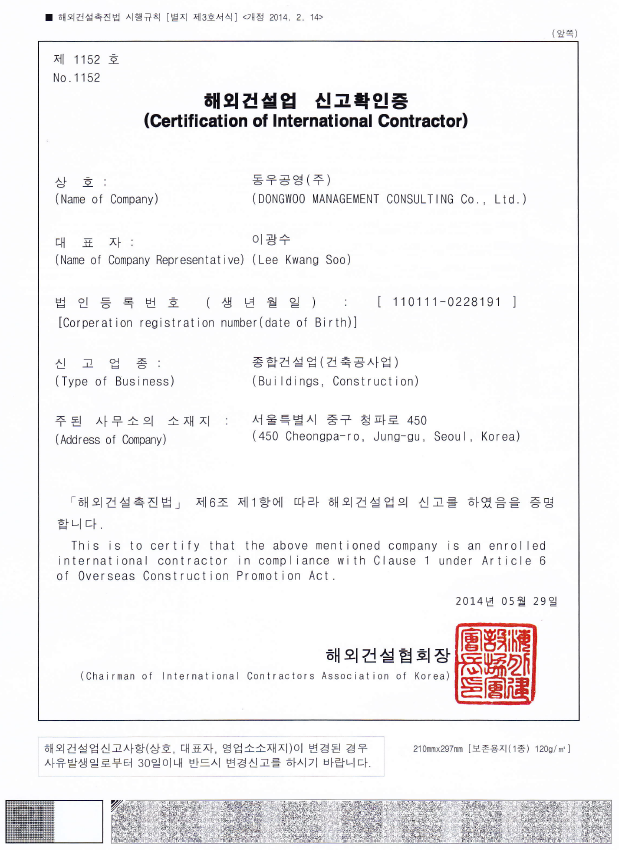 ■ 해외건설촉진법 시행규칙 [별지 제3호서식] <개정 2014. 2. 14>
(앞쪽)
제 1152 호
No.1152
해외건설업 신고확인증
(Certification of International Contractor)
상 호 : 동우공영(주)
(Name of Company) (DONGWOO MANAGEMENT CONSULTING Co., Ltd.)
대 표 자 : 이광수
(Name of Company Representative) (Lee Kwang Soo)
법 인 등 록 번 호 ( 생 년 월 일 ) : [ 110111-0228191 ]
[Corperation registration number(date of Birth)]
신 고 업 종 : 종합건설업(건축공사업)
(Type of Business) (Buildings, Construction)
주된 사무소의 소재지 : 서울특별시 중구 청파로 450
(Address of Company) (450 Cheongpa-ro, Jung-gu, Seoul, Korea)
「해외건설촉진법」 제6조 제1항에 따라 해외건설업의 신고를 하였음을 증명
합니다.
This is to certify that the above mentioned company is an enrolled
international contractor in compliance with Clause 1 under Article 6
of Overseas Construction Promotion Act.
2014년 05월 29일
해외건설협회장
(Chairman of International Contractors Association of Korea)
해외건설업신고사항(상호, 대표자, 영업소소재지)이 변경된 경우
사유발생일로부터 30일이내 반드시 변경신고를 하시기 바랍니다.
210mm×297mm [보존용지(1종) 120g/㎡]